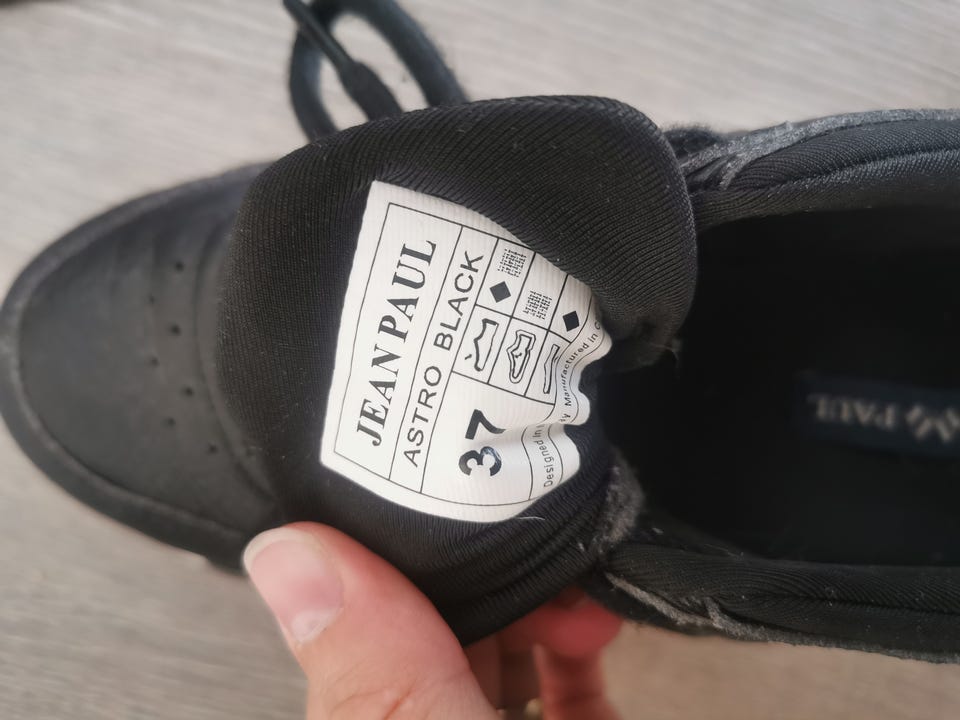 JEAN PAUL
ASTRO BLACK
37
Designed in
Manufactured in
PAUL